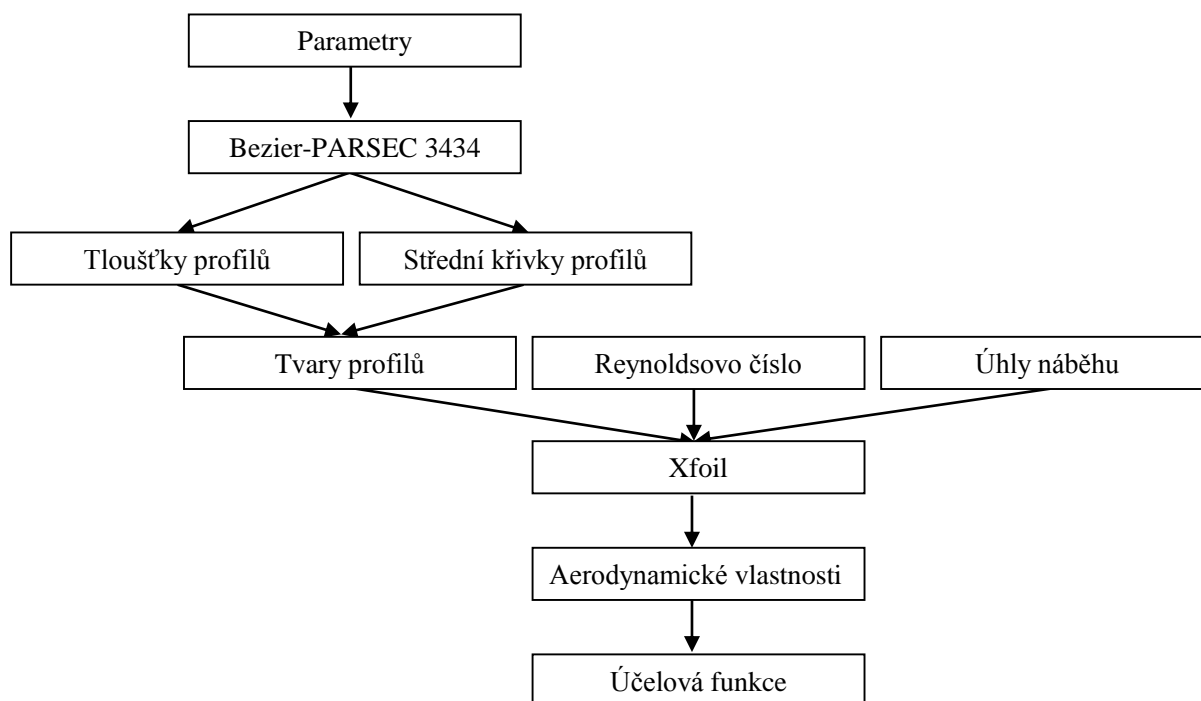 Parametry
Bezier-PARSEC 3434
Tloušťky profilů
Střední křivky profilů
Tvary profilů
Reynoldsovo číslo
Úhly náběhu
Xfoil
Aerodynamické vlastnosti
Účelová funkce